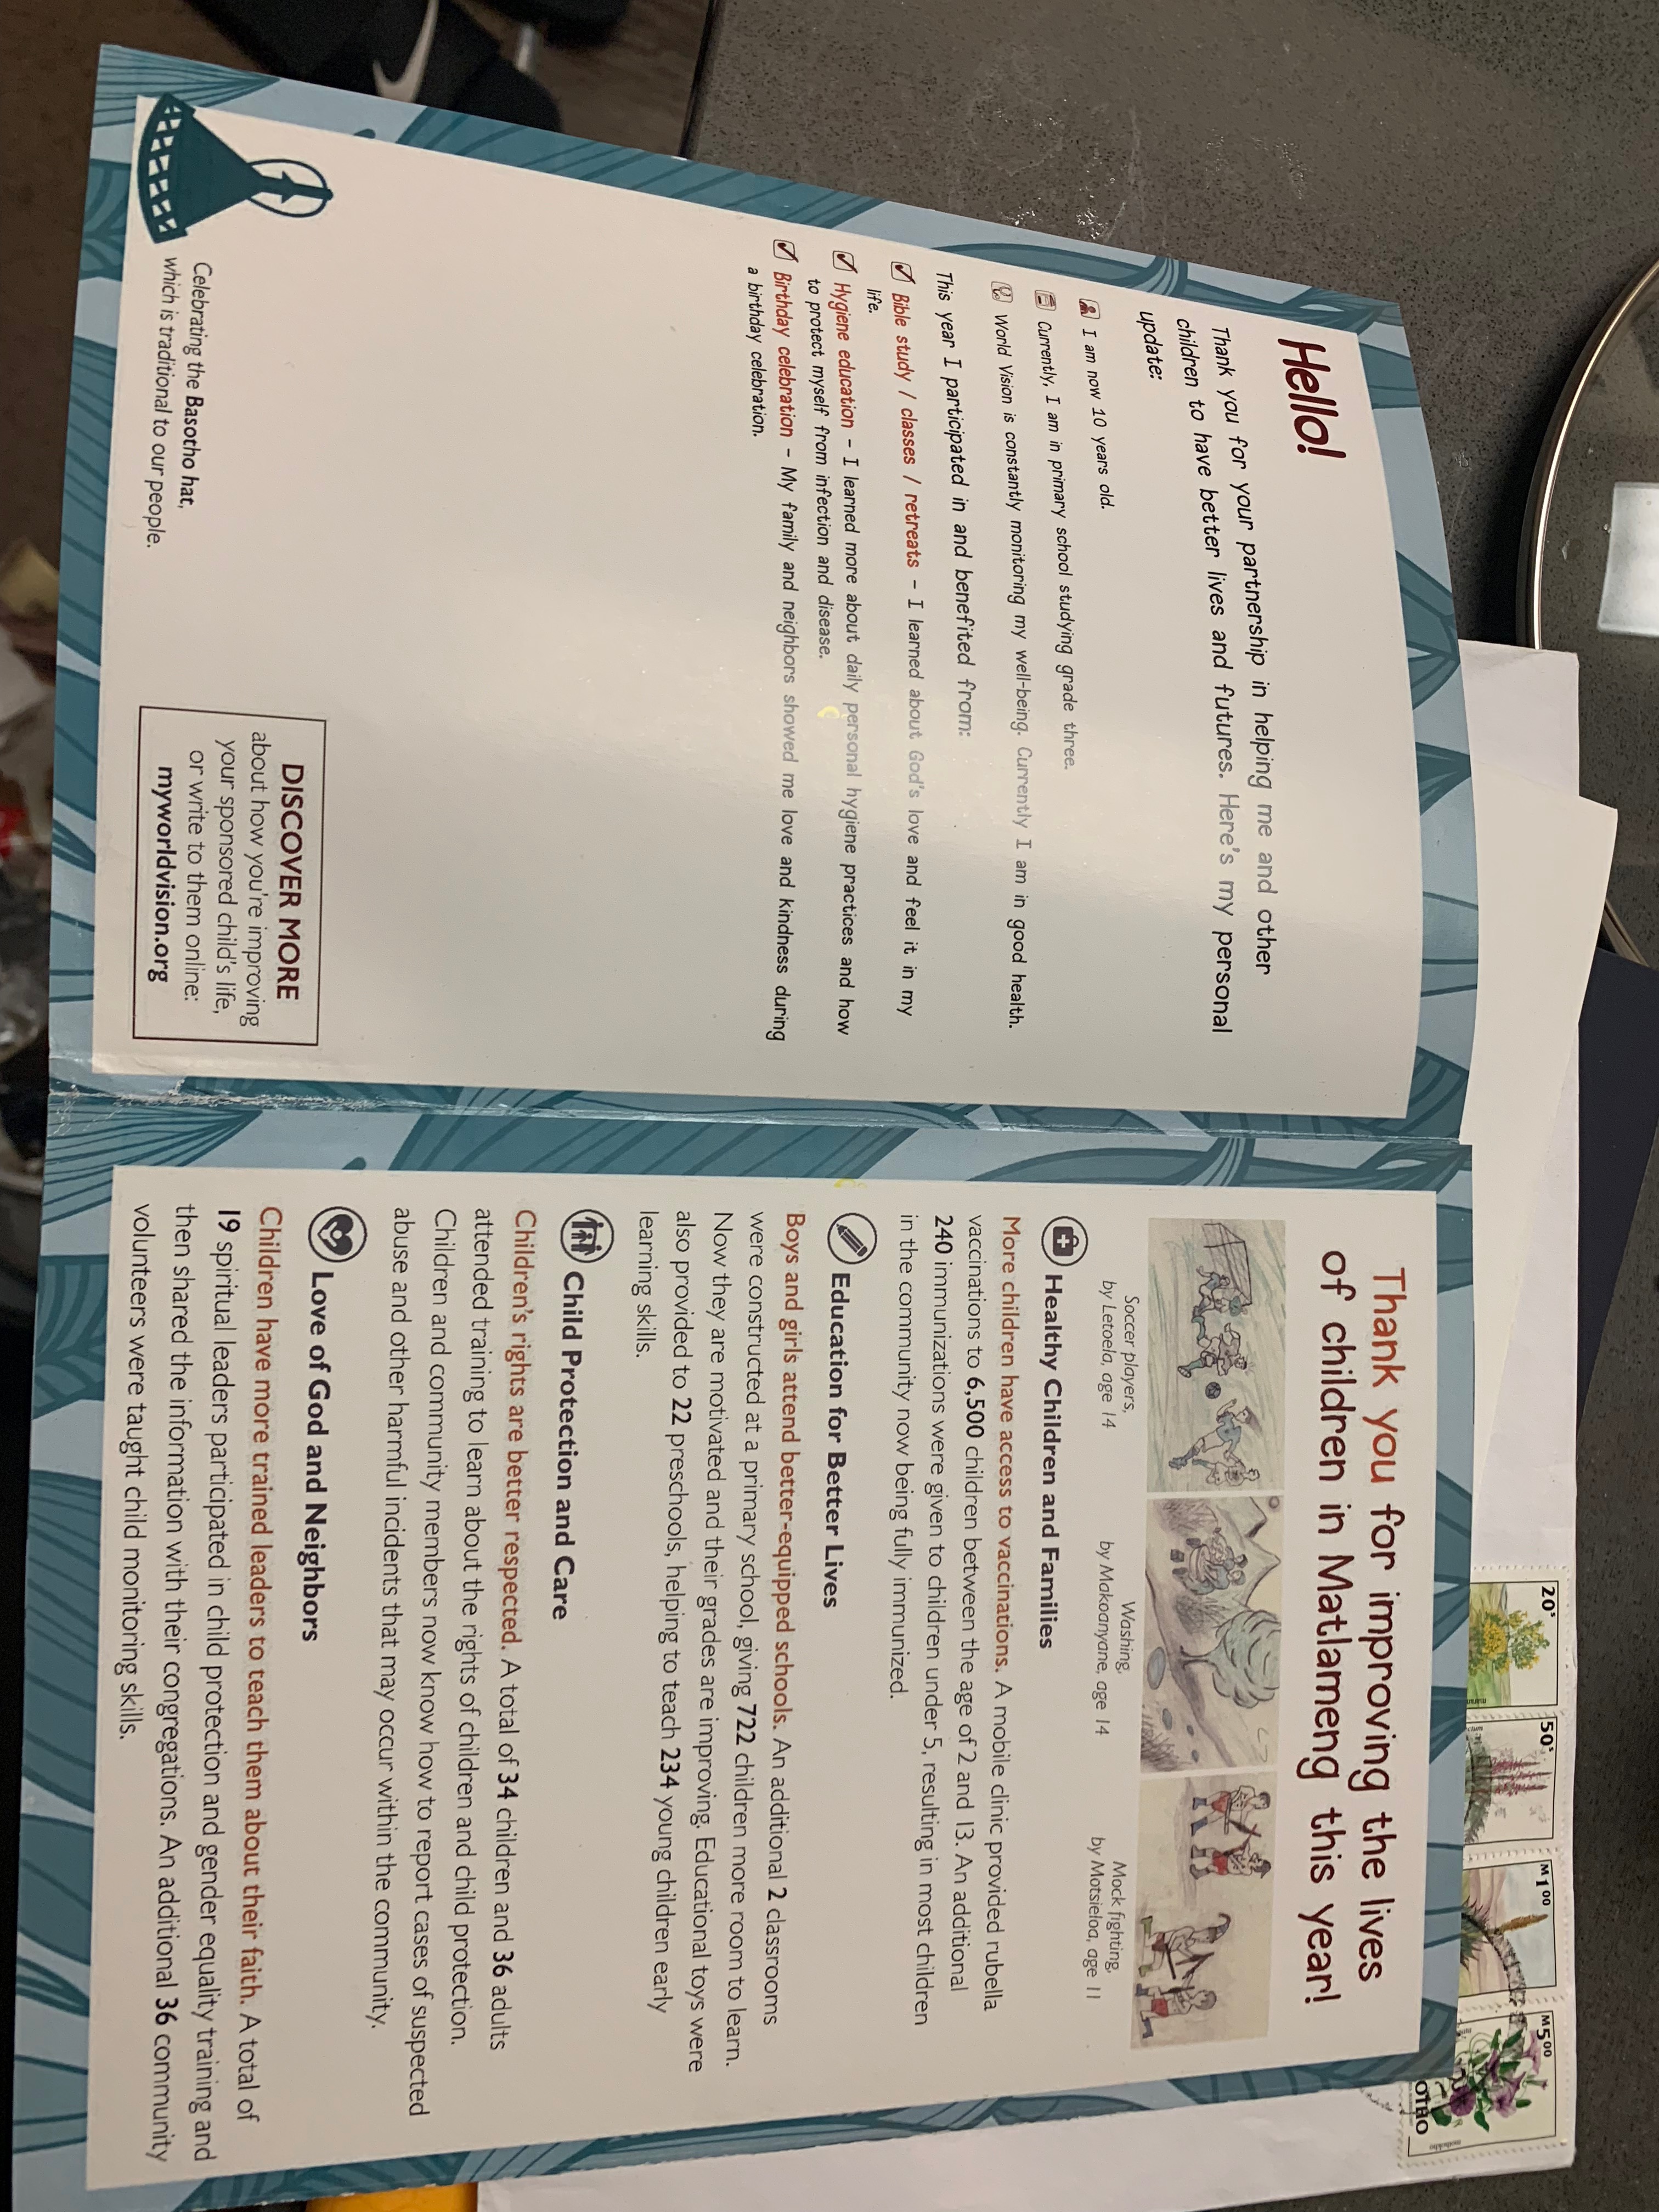 Hello!
Thank you for your partnership in helping me and other
children to have better lives and futures. Here's my personal
update:
I am now 10 years old.
Currently, I am in primary school studying grade three.
World Vision is constantly monitoring my well-being. Currently I am in good health.
This year I participated in and benefited from:
Bible study / classes / retreats – I learned about God's love and feel it in my
life.
Hygiene education – I learned more about daily personal hygiene practices and how
to protect myself from infection and disease.
Birthday celebration – My family and neighbors showed me love and kindness during
a birthday celebration.
Celebrating the Basotho hat,
which is traditional to our people.
DISCOVER MORE
about how you're improving
your sponsored child's life,
or write to them online:
myworldvision.org
Thank you for improving the lives
of children in Matlameng this year!
Soccer players,
by Letoela, age 14
Washing,
by Makoanyane, age 14
Mock fighting,
by Motsieloa, age 11
Healthy Children and Families
More children have access to vaccinations. A mobile clinic provided rubella
vaccinations to 6,500 children between the age of 2 and 13. An additional
240 immunizations were given to children under 5, resulting in most children
in the community now being fully immunized.
Education for Better Lives
Boys and girls attend better-equipped schools. An additional 2 classrooms
were constructed at a primary school, giving 722 children more room to learn.
Now they are motivated and their grades are improving. Educational toys were
also provided to 22 preschools, helping to teach 234 young children early
learning skills.
Child Protection and Care
Children's rights are better respected. A total of 34 children and 36 adults
attended training to learn about the rights of children and child protection.
Children and community members now know how to report cases of suspected
abuse and other harmful incidents that may occur within the community.
Love of God and Neighbors
Children have more trained leaders to teach them about their faith. A total of
19 spiritual leaders participated in child protection and gender equality training and
then shared the information with their congregations. An additional 36 community
volunteers were taught child monitoring skills.
20s
50s
M100
M500
OTHO